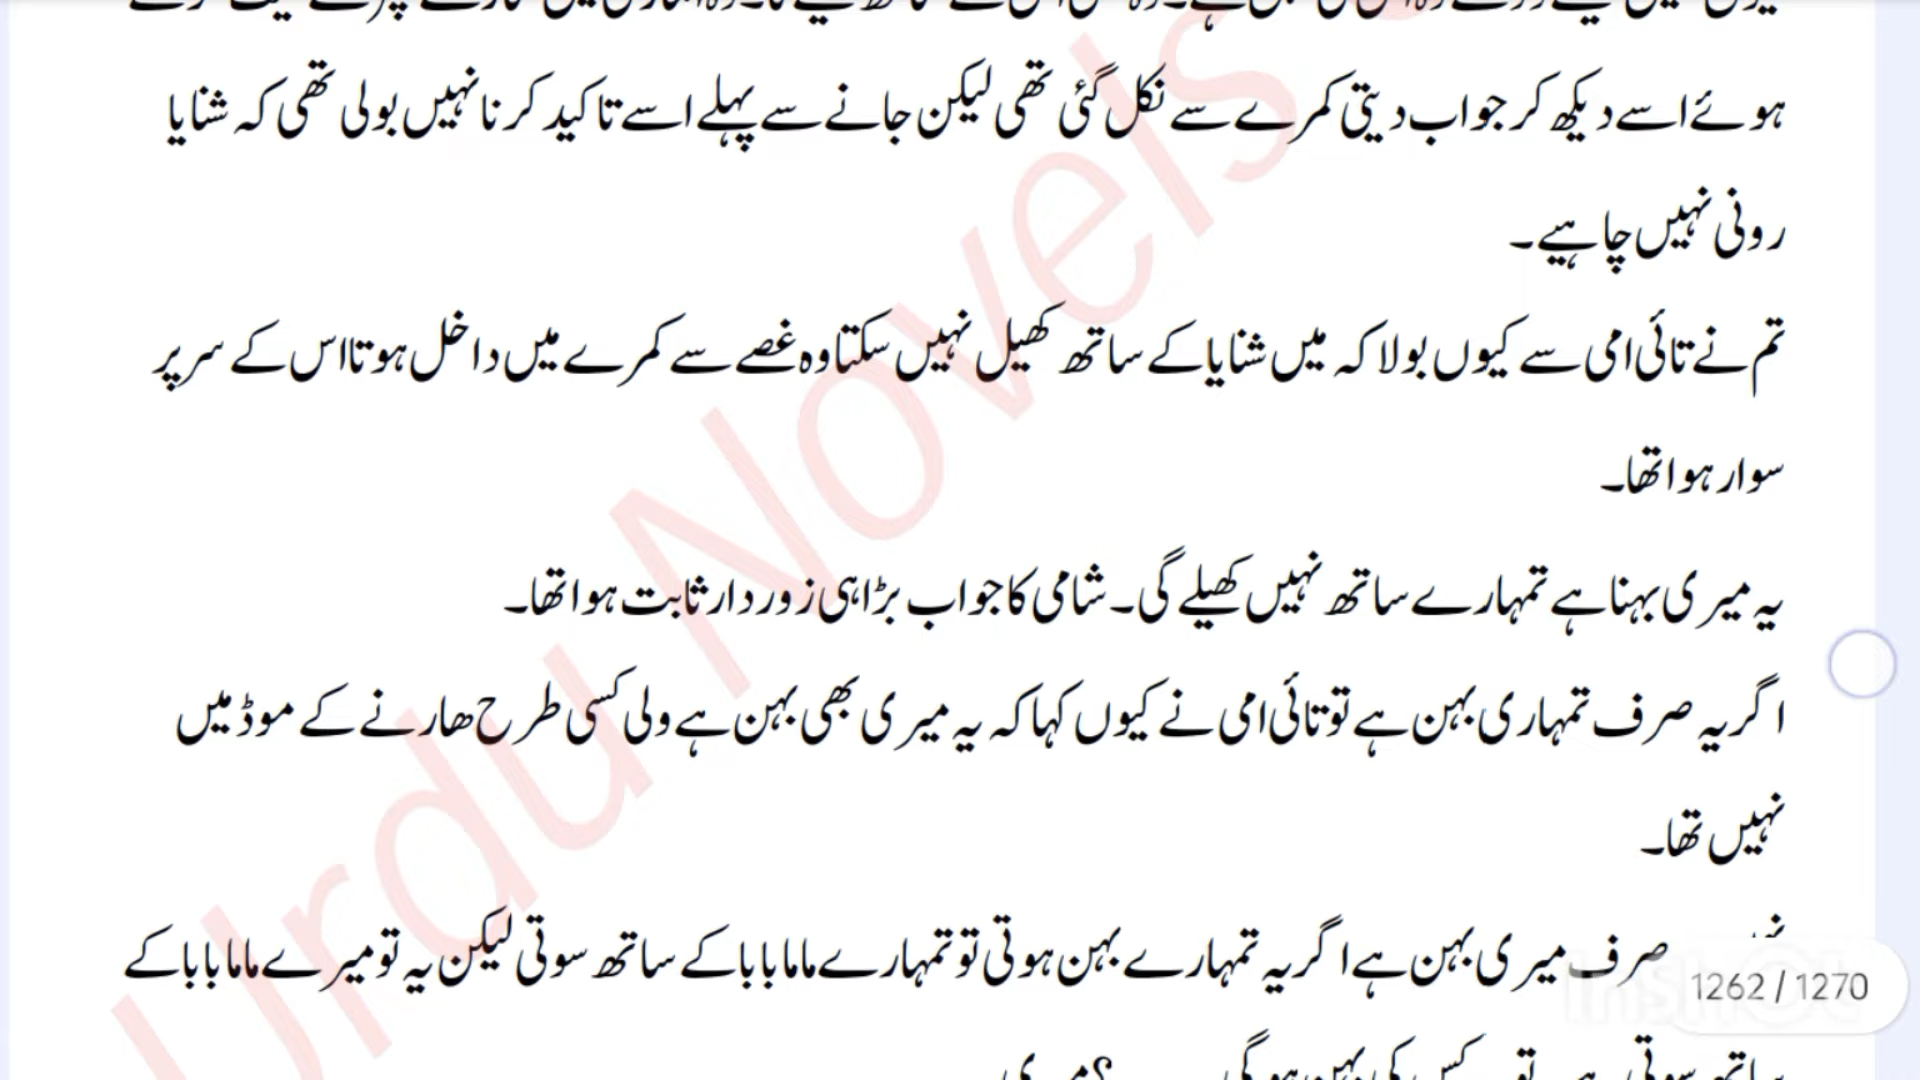 ہوئے اسے دیکھ کر جواب دیتی کمرے سے نکل گئی تھی لیکن جانے سے پہلے اسے تاکید کرنا نہیں بولی تھی کہ شنایا
رونی نہیں چاہیے۔
تم نے تائی امی سے کیوں بولا کہ میں شنایا کے ساتھ کھیل نہیں سکتا وہ غصے سے کمرے میں داخل ہوتا اس کے سر پر
سوار ہوا تھا۔
یہ میری بہنا ہے تمہارے ساتھ نہیں کھیلے گی۔ شامی کا جواب بڑا ہی زور دار ثابت ہوا تھا۔
اگر یہ صرف تمہاری بہن ہے تو تائی امی نے کیوں کہا کہ یہ میری بھی بہن ہے ولی کسی طرح ھارنے کے موڈ میں
نہیں تھا۔
صرف میری بہن ہے اگر یہ تمہارے بہن ہوتی تو تمہارے ماما بابا کے ساتھ سوتی لیکن یہ تو میرے ماما بابا کے
1262 / 1270
Urdu Novels
InShot